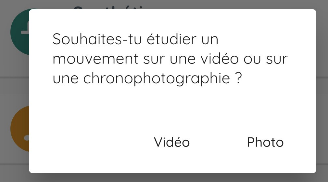 Souhaites-tu étudier un
mouvement sur une vidéo ou sur
une chronophotographie ?
Vidéo
Photo